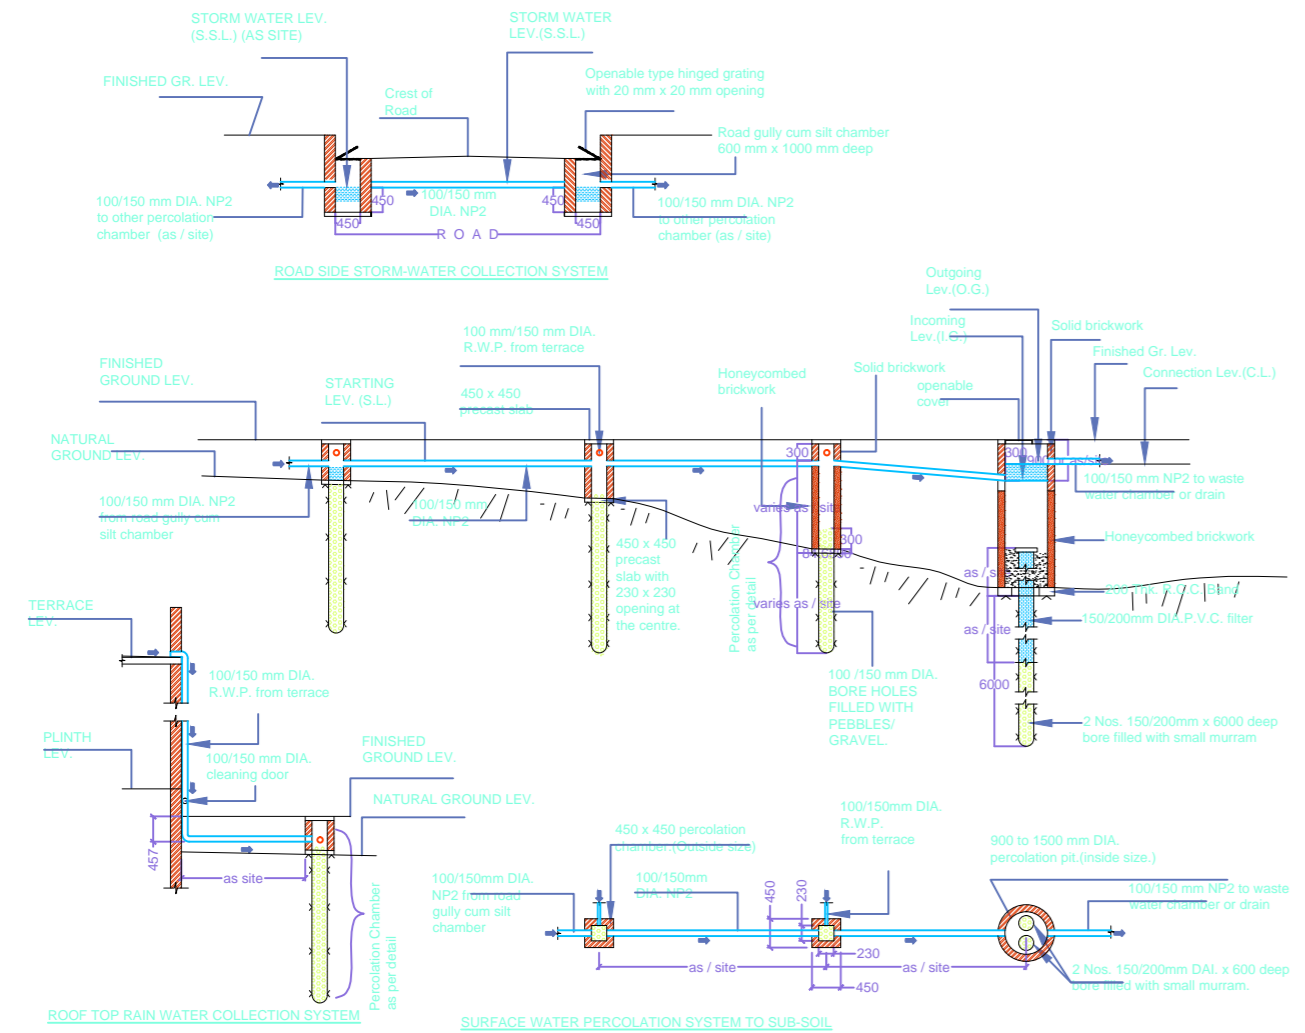 STORM WATER LEV.
(S.S.L.) (AS SITE)
STORM WATER
LEV.(S.S.L.)
FINISHED GR. LEV.
Crest of
Road
Openable type hinged grating
with 20 mm x 20 mm opening
Road gully cum silt chamber
600 mm x 1000 mm deep
100/150 mm DIA. NP2
to other percolation
chamber (as / site)
450
450
100/150 mm
DIA. NP2
450
450
R O A D
100/150 mm DIA. NP2
to other percolation
chamber (as / site)
ROAD SIDE STORM-WATER COLLECTION SYSTEM
Outgoing
Lev.(O.G.)
Incoming
Lev.(I.G.)
Solid brickwork
Finished Gr. Lev.
Connection Lev.(C.L.)
100 mm/150 mm DIA.
R.W.P. from terrace
FINISHED
GROUND LEV.
STARTING
LEV. (S.L.)
450 x 450
precast slab
Honeycombed
brickwork
Solid brickwork
openable
cover
NATURAL
GROUND LEV.
300
300
as/site
100/150 mm DIA. NP2
from road gully cum
silt chamber
100/150 mm
DIA. NP2
varies as / site
300
100/150 mm NP2 to waste
water chamber or drain
450 x 450
precast
slab with
230 x 230
opening at
the centre.
Percolation Chamber
as per detail
varies as / site
Honeycombed brickwork
as / site
200 Thk. R.C.C. Band
150/200mm DIA.P.V.C. filter
as / site
6000
100 /150 mm DIA.
BORE HOLES
FILLED WITH
PEBBLES/
GRAVEL.
2 Nos. 150/200mm x 6000 deep
bore filled with small murram
TERRACE
LEV.
100/150 mm DIA.
R.W.P. from terrace
PLINTH
LEV.
100/150 mm DIA.
cleaning door
FINISHED
GROUND LEV.
NATURAL GROUND LEV.
457
as site
Percolation Chamber
as per detail
ROOF TOP RAIN WATER COLLECTION SYSTEM
450 x 450 percolation
chamber.(Outside size)
100/150mm DIA.
R.W.P.
from terrace
900 to 1500 mm DIA.
percolation pit.(inside size.)
100/150mm DIA.
NP2 from road
gully cum silt
chamber
100/150mm
DIA. NP2
450
230
100/150 mm NP2 to waste
water chamber or drain
230
450
as / site
as / site
2 Nos. 150/200mm DAI. x 600 deep
bore filled with small murram.
SURFACE WATER PERCOLATION SYSTEM TO SUB-SOIL